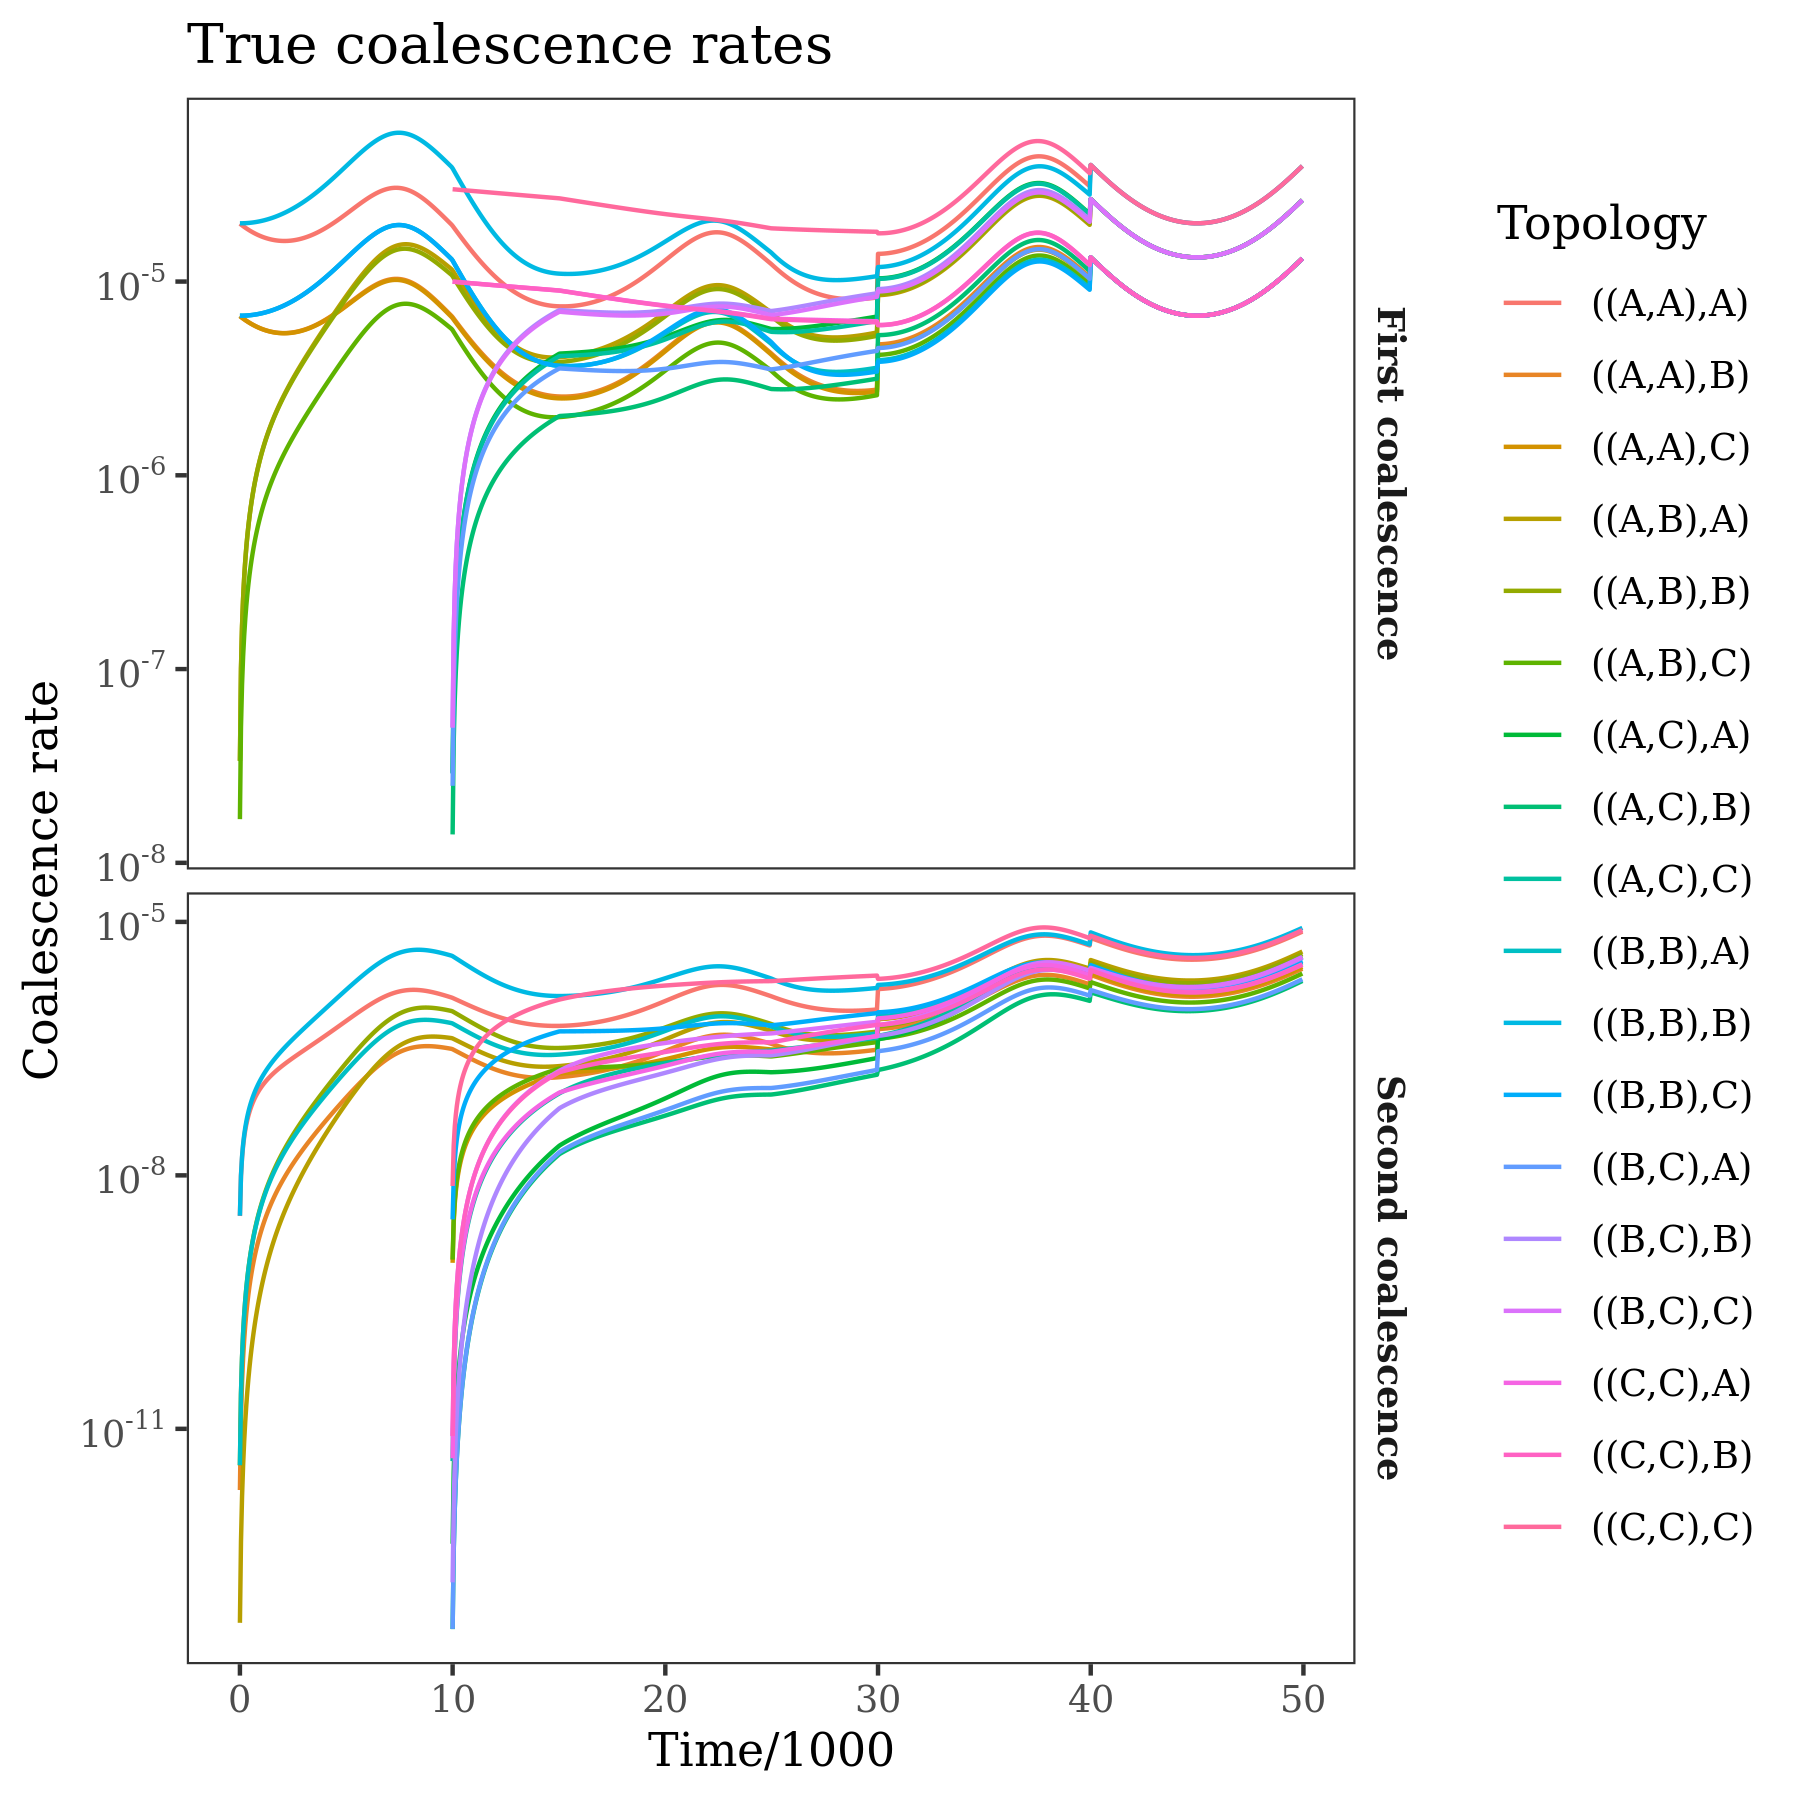 True coalescence rates
Coalescence rate
10-5
10-6
10-7
10-8
First coalescence
10-5
10-8
10-11
Second coalescence
0 10 20 30 40 50
Time/1000
Topology
((A,A),A)
((A,A),B)
((A,A),C)
((A,B),A)
((A,B),B)
((A,B),C)
((A,C),A)
((A,C),B)
((A,C),C)
((B,B),A)
((B,B),B)
((B,B),C)
((B,C),A)
((B,C),B)
((B,C),C)
((C,C),A)
((C,C),B)
((C,C),C)